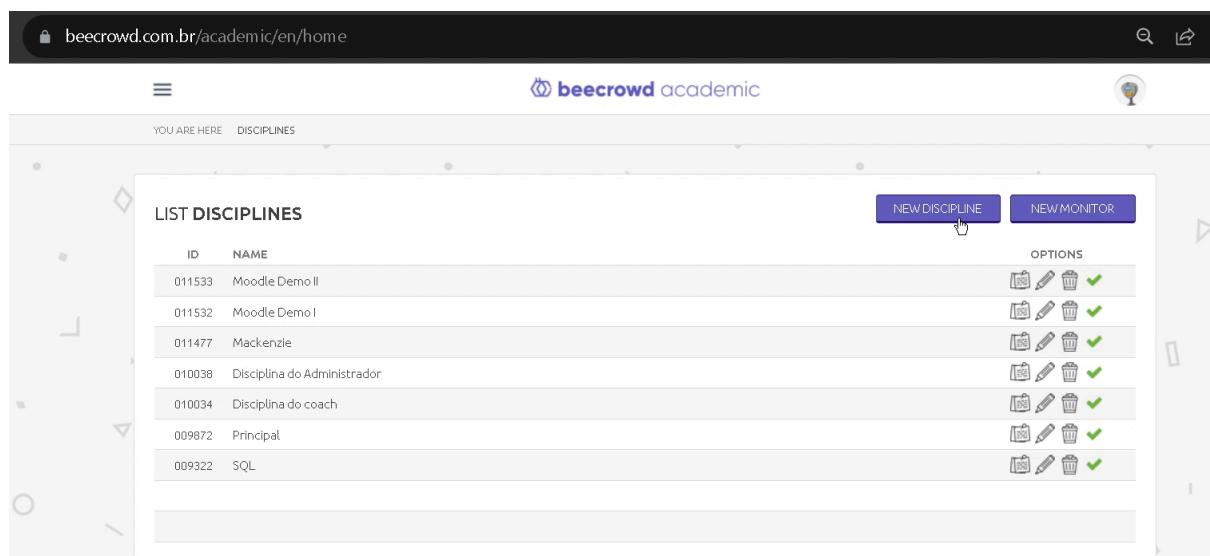 beecrowd.com.br/academic/en/home
beecrowd academic
YOU ARE HERE DISCIPLINES
LIST DISCIPLINES
NEW DISCIPLINE NEW MONITOR
ID NAME OPTIONS
011533 Moodle Demo II
011532 Moodle Demo I
011477 Mackenzie
010038 Disciplina do Administrador
010034 Disciplina do coach
009872 Principal
009322 SQL